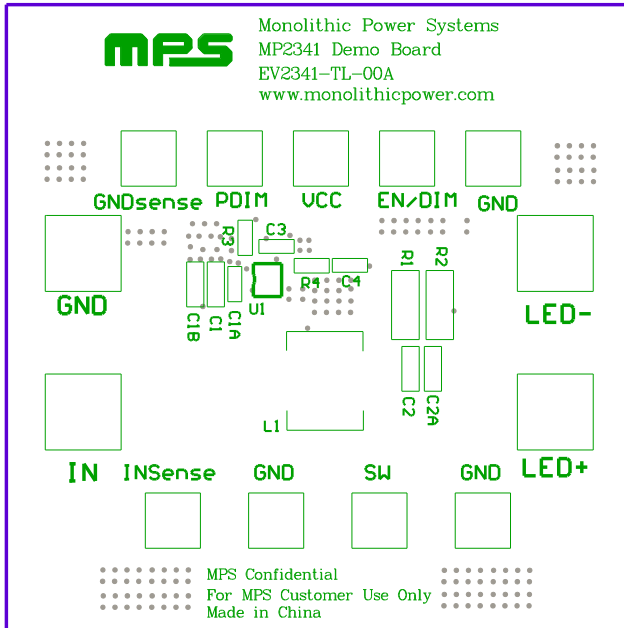 mps
Monolithic Power Systems
MP2341 Demo Board
EV2341-TL-00A
www.monolithicpower.com
GNDsense PDIM VCC EN/DIM GND
R3 C3
R1 R2
R4 C4
GND
U1
C1B C1 C1A
LED-
L1
C2 C2A
IN INSense GND SW GND LED+
MPS Confidential
For MPS Customer Use Only
Made in China